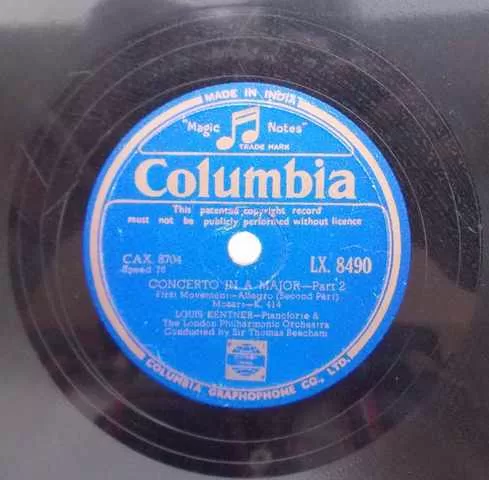 MADE IN INDIA
"Magic Notes"
TRADE MARK
Columbia
This patented copyright record
must not be publicly performed without licence
CAX. 8704
Speed 78
LX. 8490
CONCERTO IN A MAJOR—Part 2
First Movement—Allegro (Second Part)
Mozart—K. 414
LOUIS KENTNER—Pianoforte &
The London Philharmonic Orchestra
Conducted by Sir Thomas Beecham
COLUMBIA GRAPHOPHONE CO., LTD.